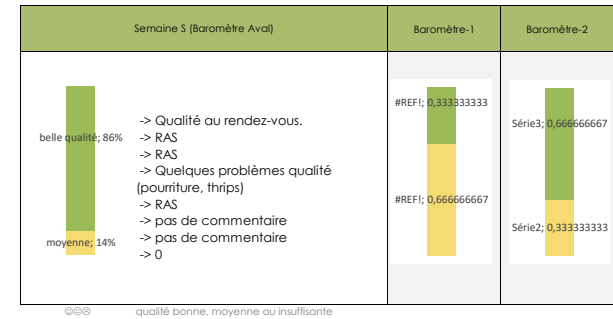 Semaine S (Baromètre Aval)
Baromètre-1
Baromètre-2
belle qualité; 86%
moyenne; 14%
-> Qualité au rendez-vous.
-> RAS
-> RAS
-> Quelques problèmes qualité
(pourriture, thrips)
-> RAS
-> pas de commentaire
-> pas de commentaire
-> 0
#REF!; 0,333333333
#REF!; 0,666666667
Série3; 0,666666667
Série2; 0,333333333
☺😐☹ qualité bonne, moyenne ou insuffisante